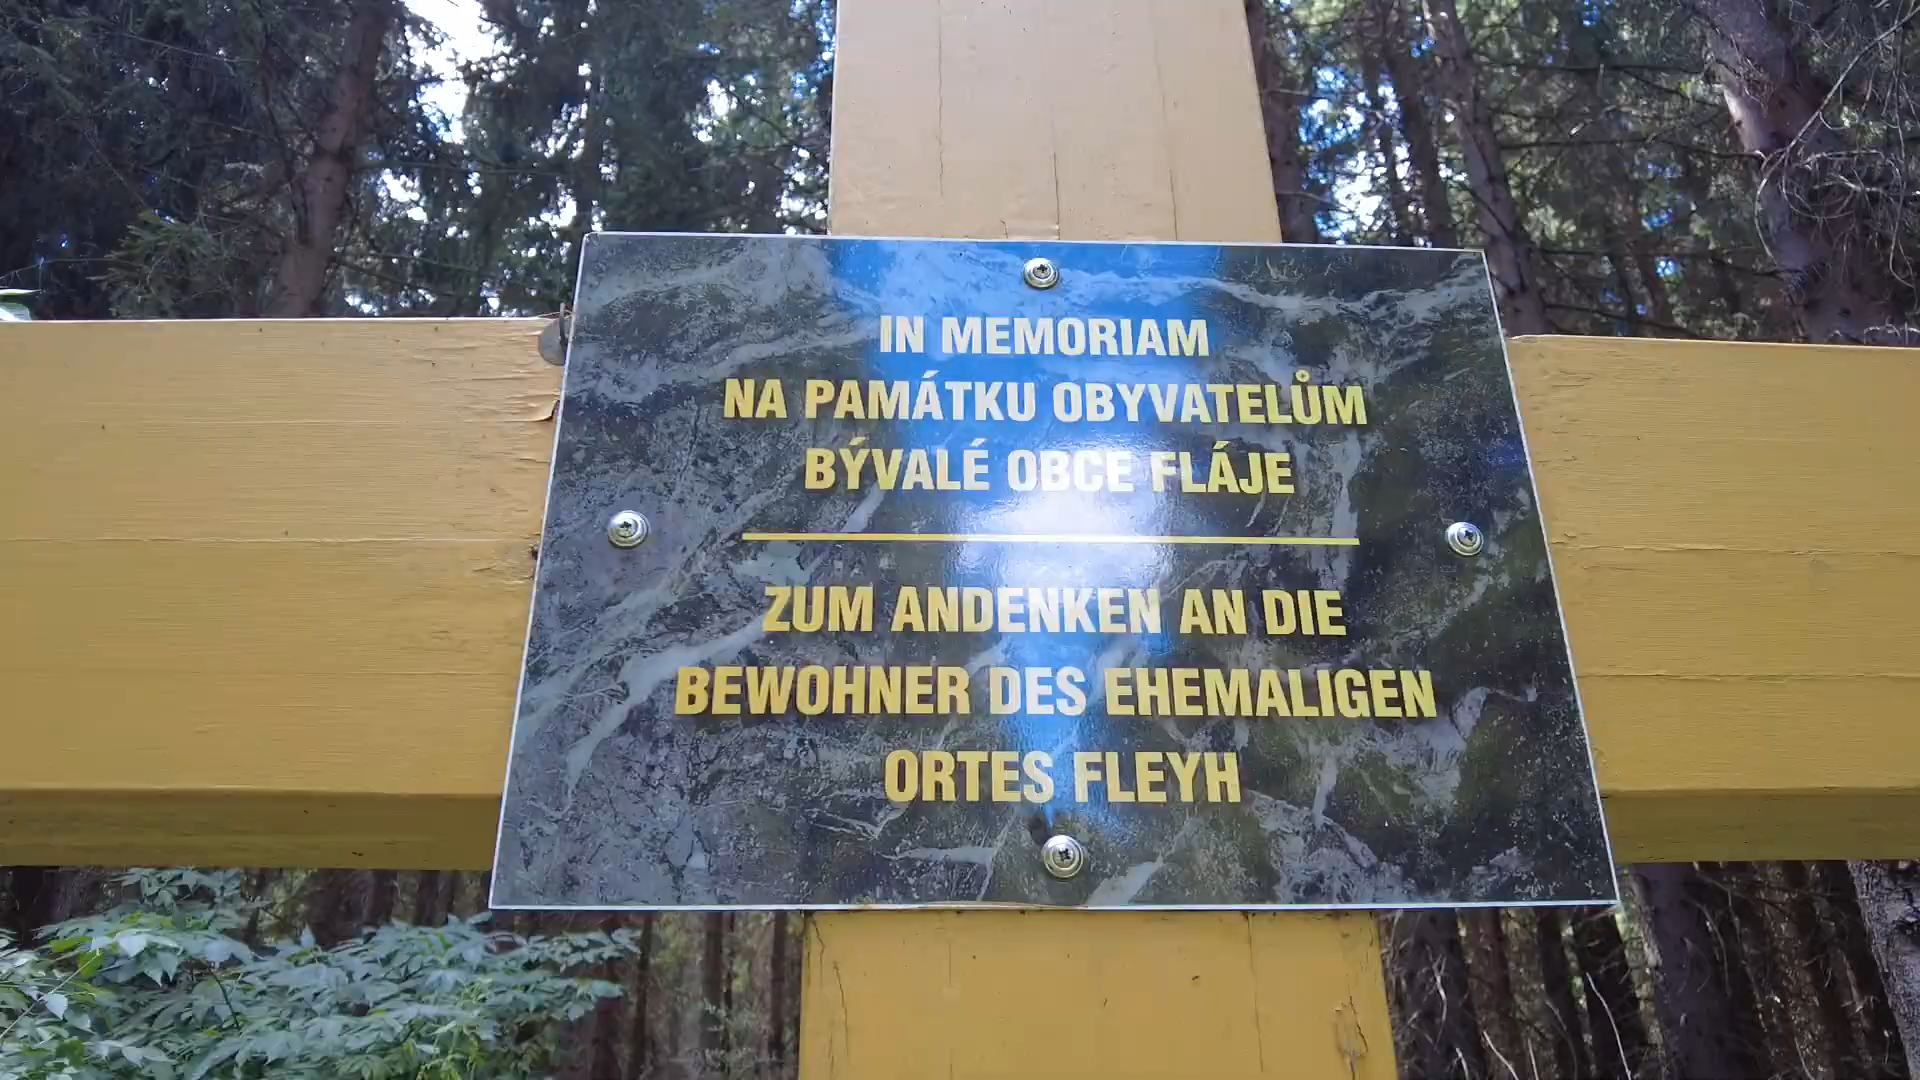 IN MEMORIAM
NA PAMÁTKU OBYVATELŮM
BÝVALÉ OBCE FLÁJE
ZUM ANDENKEN AN DIE
BEWOHNER DES EHEMALIGEN
ORTES FLEYH